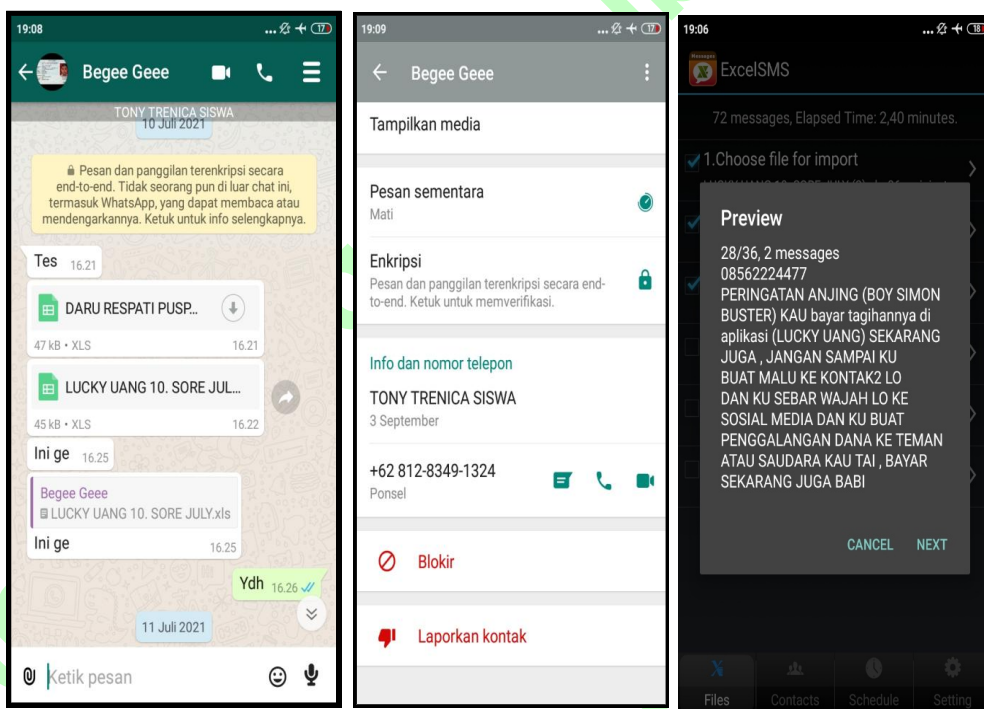 19:08
17
Begee Geee
TONY TRENICA SISWA
10 Juli 2021
Pesan dan panggilan terenkripsi secara
end-to-end. Tidak seorang pun di luar chat ini,
termasuk WhatsApp, yang dapat membaca atau
mendengarkannya. Ketuk untuk info selengkapnya.
Tes 16.21
DARU RESPATI PUSP...
47 kB • XLS 16.21
LUCKY UANG 10. SORE JUL...
45 kB • XLS 16.22
Ini ge 16.25
Begee Geee
LUCKY UANG 10. SORE JULY.xls
Ini ge 16.25
Ydh 16.26
11 Juli 2021
Ketik pesan
19:09
17
Begee Geee
Tampilkan media
Pesan sementara
Mati
Enkripsi
Pesan dan panggilan terenkripsi secara end-
to-end. Ketuk untuk memverifikasi.
Info dan nomor telepon
TONY TRENICA SISWA
3 September
+62 812-8349-1324
Ponsel
Blokir
Laporkan kontak
19:06
18
Messages
ExcelSMS
72 messages, Elapsed Time: 2,40 minutes.
1.Choose file for import
Preview
28/36, 2 messages
08562224477
PERINGATAN ANJING (BOY SIMON
BUSTER) KAU bayar tagihannya di
aplikasi (LUCKY UANG) SEKARANG
JUGA , JANGAN SAMPAI KU
BUAT MALU KE KONTAK2 LO
DAN KU SEBAR WAJAH LO KE
SOSIAL MEDIA DAN KU BUAT
PENGGALANGAN DANA KE TEMAN
ATAU SAUDARA KAU TAI , BAYAR
SEKARANG JUGA BABI
CANCEL NEXT
Files Contacts Schedule Setting